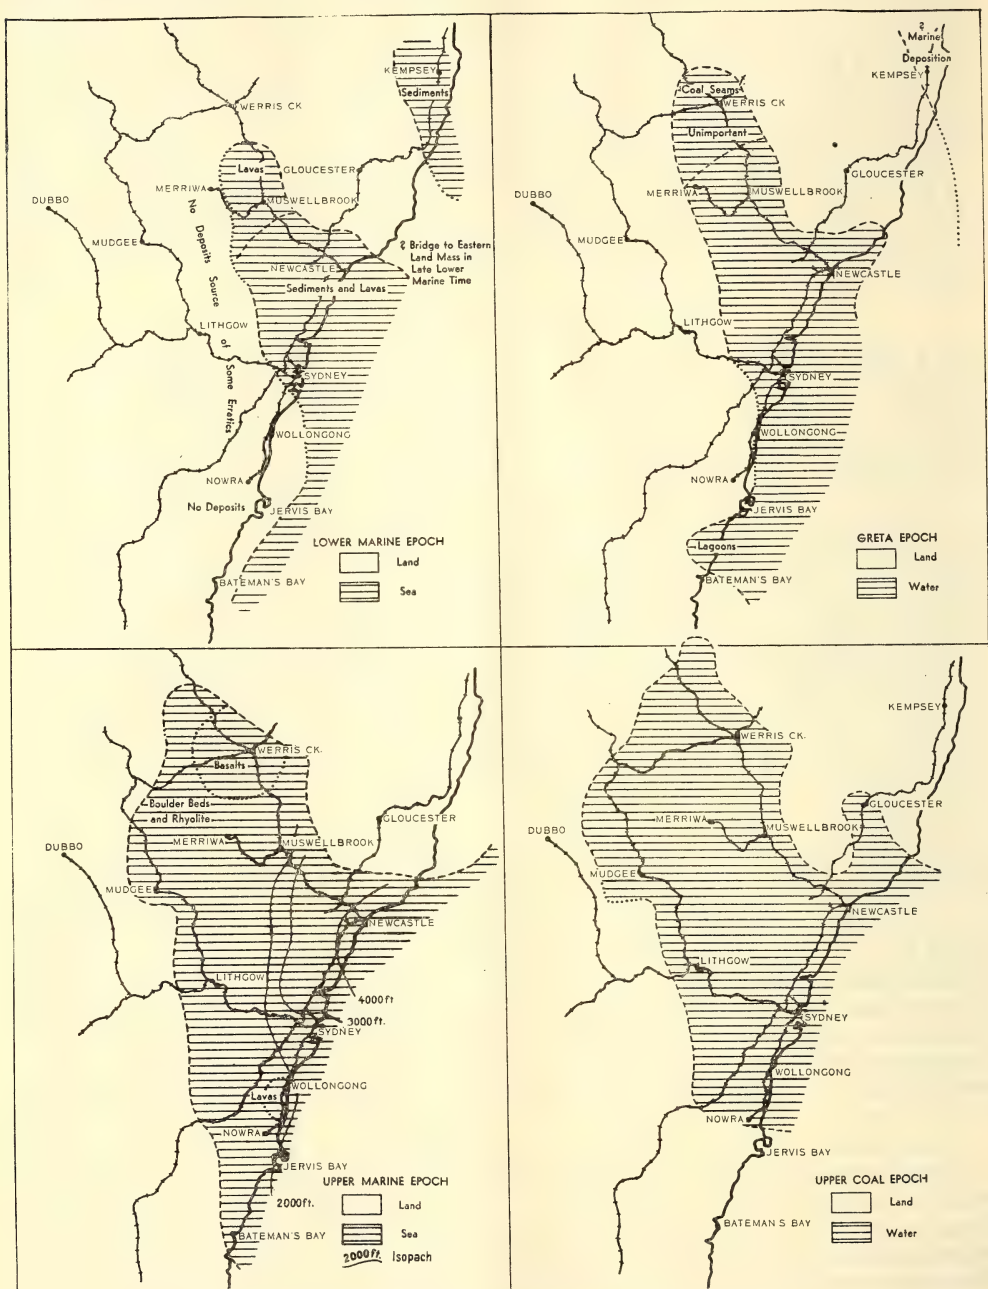 KEMPSEY
Sediments
WERRIS CK
Lavas
GLOUCESTER
MERRIWA
MUSWELLBROOK
DUBBO
No Deposits Source of Some Erratics
MUDGEE
? Bridge to Eastern
Land Mass in
Late Lower
Marine Time
NEWCASTLE
Sediments and Lavas
LITHGOW
SYDNEY
WOLLONGONG
NOWRA
No Deposits
JERVIS BAY
LOWER MARINE EPOCH
Land
Sea
BATEMAN'S BAY
?
Marine
Deposition
KEMPSEY
Coal Seams
WERRIS CK
Unimportant
GLOUCESTER
MERRIWA
MUSWELLBROOK
DUBBO
MUDGEE
NEWCASTLE
LITHGOW
SYDNEY
WOLLONGONG
NOWRA
JERVIS BAY
GRETA EPOCH
Lagoons
Land
Water
BATEMAN'S BAY
WERRIS CK.
Basalts
Boulder Beds
and Rhyolite
GLOUCESTER
MERRIWA
MUSWELLBROOK
DUBBO
MUDGEE
NEWCASTLE
LITHGOW
4000ft
3000ft.
SYDNEY
WOLLONGONG
Lavas
NOWRA
JERVIS BAY
UPPER MARINE EPOCH
2000ft.
Land
Sea
BATEMAN'S BAY
2000ft. Isopach
KEMPSEY
WERRIS CK.
GLOUCESTER
MERRIWA
MUSWELLBROOK
DUBBO
MUDGEE
NEWCASTLE
LITHGOW
SYDNEY
WOLLONGONG
NOWRA
JERVIS BAY
UPPER COAL EPOCH
Land
BATEMAN S BAY
Water